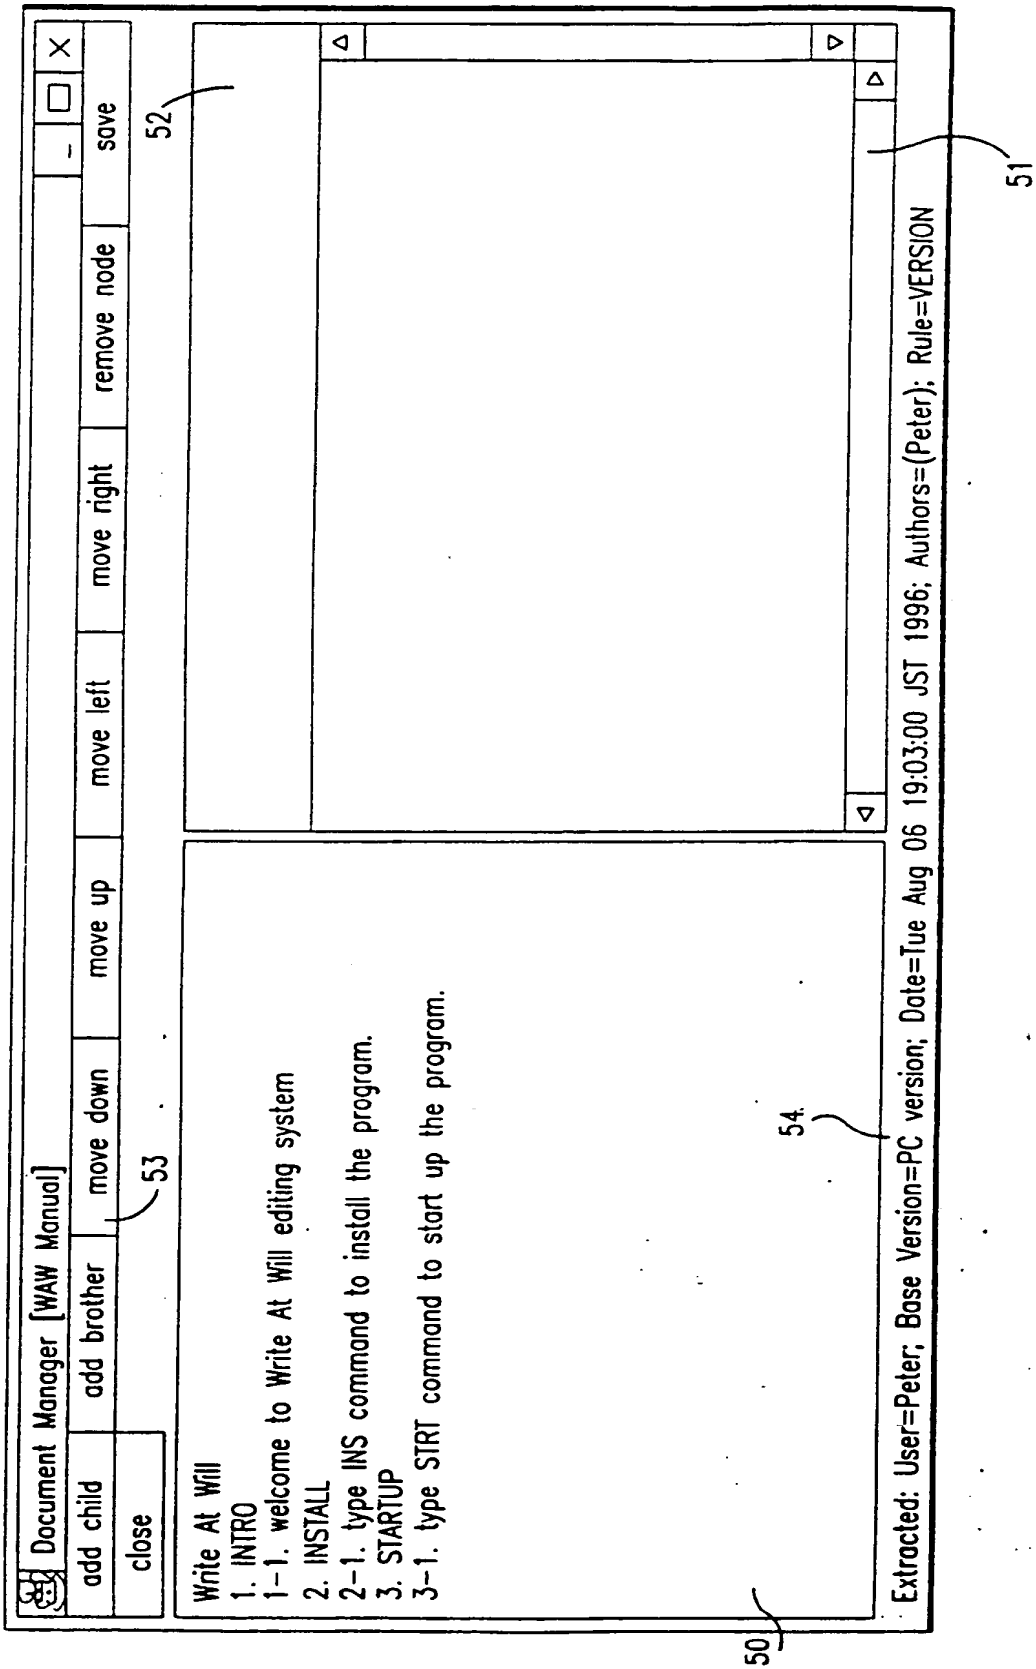 Document Manager [WAW Manual] - □ X
add child add brother move down move up move left move right remove node save
close
53
52
Write At Will
1. INTRO
1-1. welcome to Write At Will editing system
2. INSTALL
2-1. type INS command to install the program.
3. STARTUP
3-1. type STRT command to start up the program.
50
54
51
Extracted: User=Peter; Base Version=PC version; Date=Tue Aug 06 19:03:00 JST 1996; Authors=(Peter); Rule=VERSION